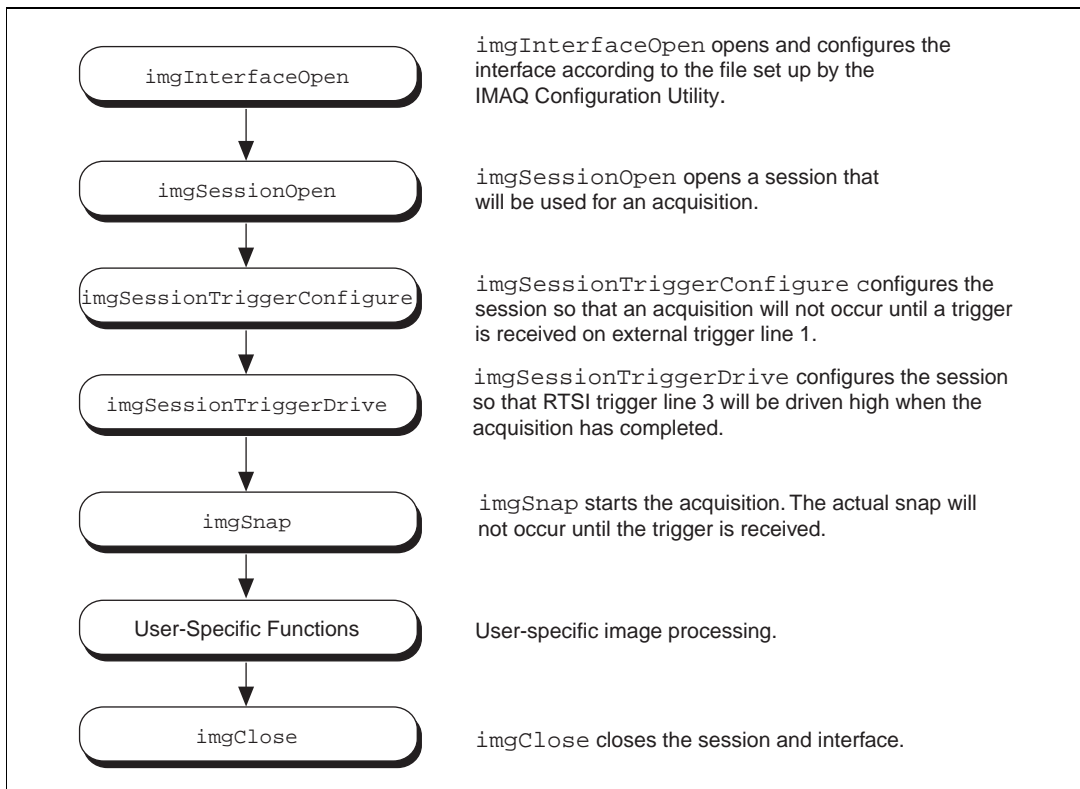 imgInterfaceOpen
imgInterfaceOpen opens and configures the
interface according to the file set up by the
IMAQ Configuration Utility.
imgSessionOpen
imgSessionOpen opens a session that
will be used for an acquisition.
imgSessionTriggerConfigure
imgSessionTriggerConfigure configures the
session so that an acquisition will not occur until a trigger
is received on external trigger line 1.
imgSessionTriggerDrive
imgSessionTriggerDrive configures the session
so that RTSI trigger line 3 will be driven high when the
acquisition has completed.
imgSnap
imgSnap starts the acquisition. The actual snap will
not occur until the trigger is received.
User-Specific Functions
User-specific image processing.
imgClose
imgClose closes the session and interface.